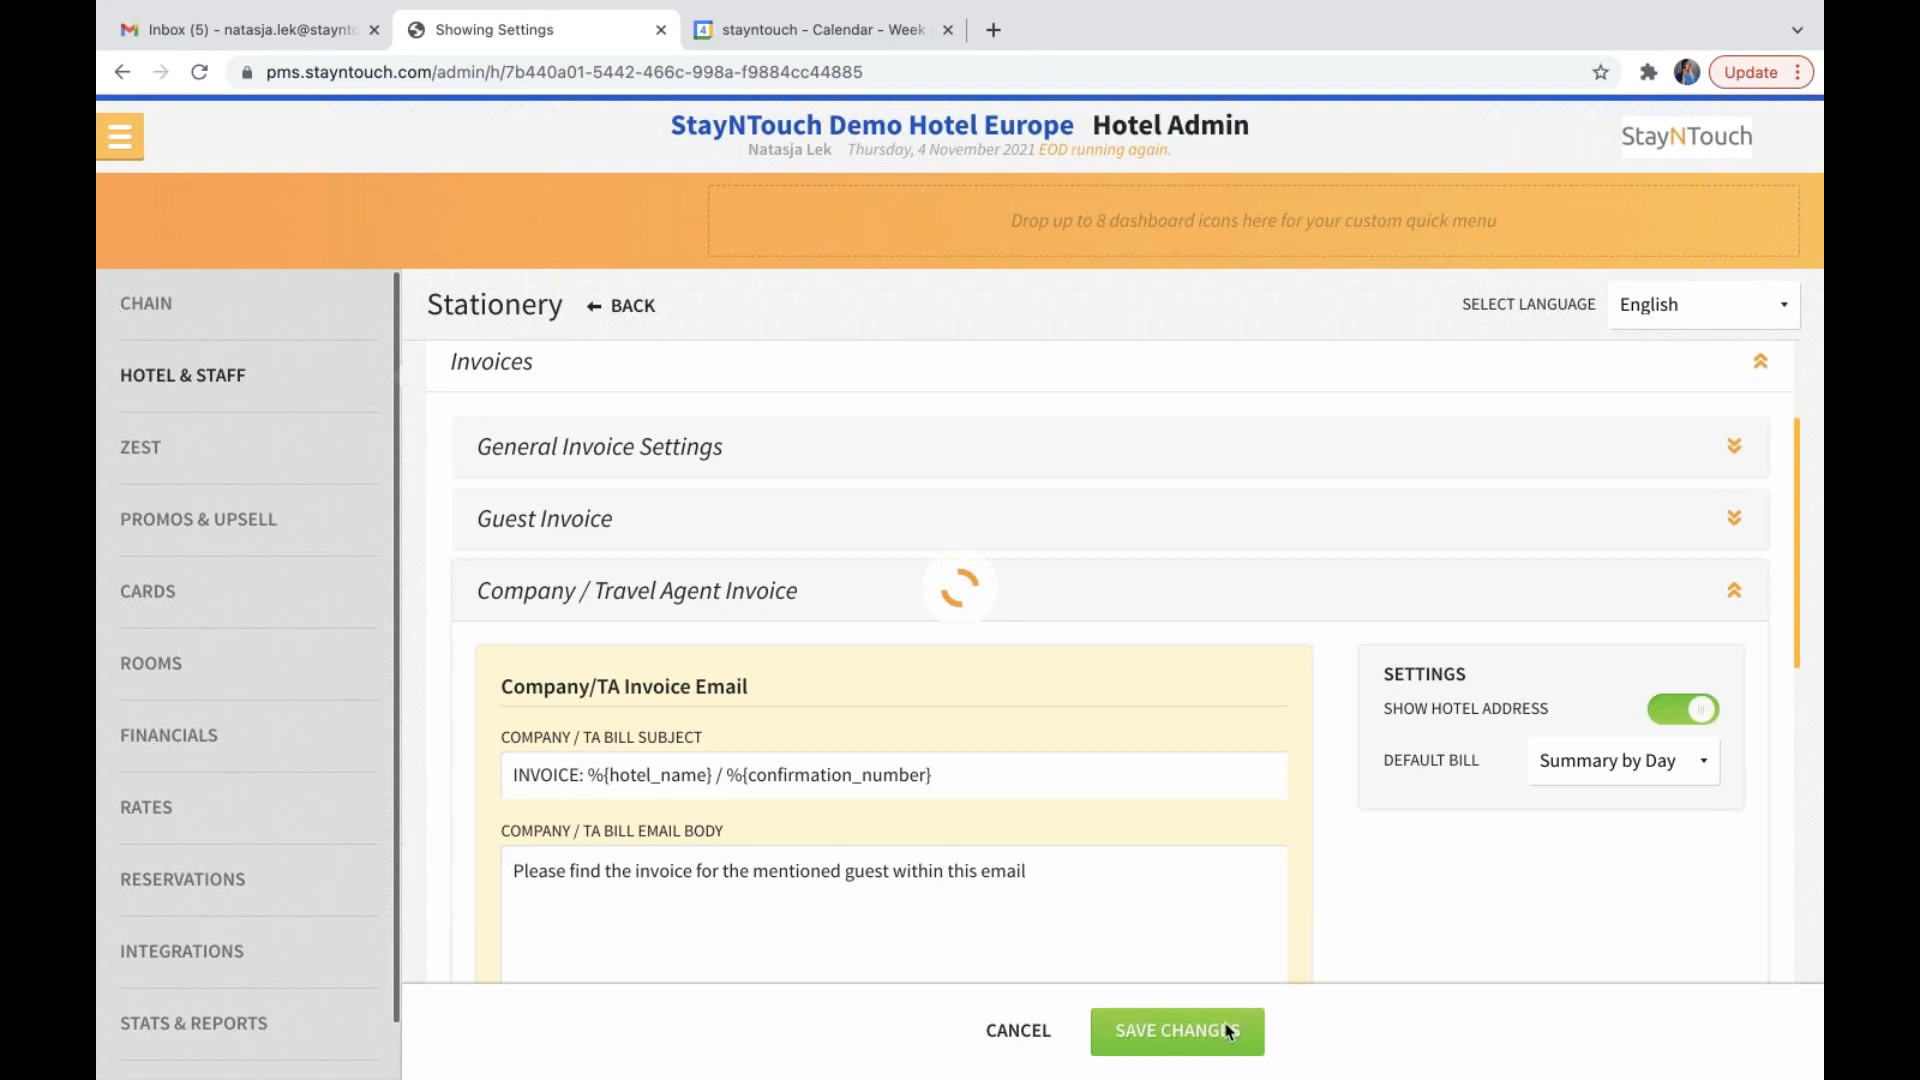 Inbox (5) - natasja.lek@staynto
Showing Settings
stayntouch - Calendar - Week
pms.stayntouch.com/admin/h/7b440a01-5442-466c-998a-f9884cc44885
Update
StayNTouch Demo Hotel Europe Hotel Admin
Natasja Lek Thursday, 4 November 2021 EOD running again.
StayNTouch
Drop up to 8 dashboard icons here for your custom quick menu
CHAIN
HOTEL & STAFF
ZEST
PROMOS & UPSELL
CARDS
ROOMS
FINANCIALS
RATES
RESERVATIONS
INTEGRATIONS
STATS & REPORTS
Stationery BACK
SELECT LANGUAGE English
Invoices
General Invoice Settings
Guest Invoice
Company / Travel Agent Invoice
Company/TA Invoice Email
COMPANY / TA BILL SUBJECT
INVOICE: %{hotel_name} / %{confirmation_number}
COMPANY / TA BILL EMAIL BODY
Please find the invoice for the mentioned guest within this email
SETTINGS
SHOW HOTEL ADDRESS
DEFAULT BILL Summary by Day
CANCEL
SAVE CHANGES